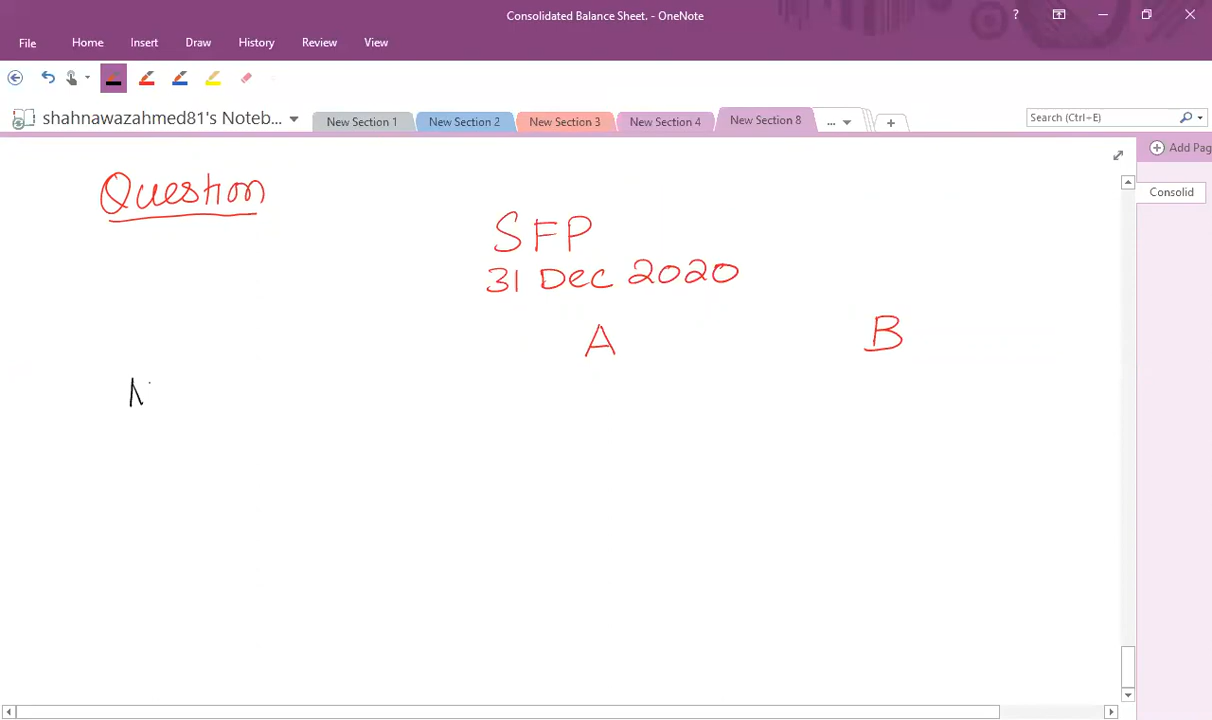 Consolidated Balance Sheet. - OneNote
?
File Home Insert Draw History Review View
shahnawazahmed81's Noteb... New Section 1 New Section 2 New Section 3 New Section 4 New Section 8 ... + Search (Ctrl+E)
Add Pag
Consolid
Question
SFP
31 Dec 2020
A B